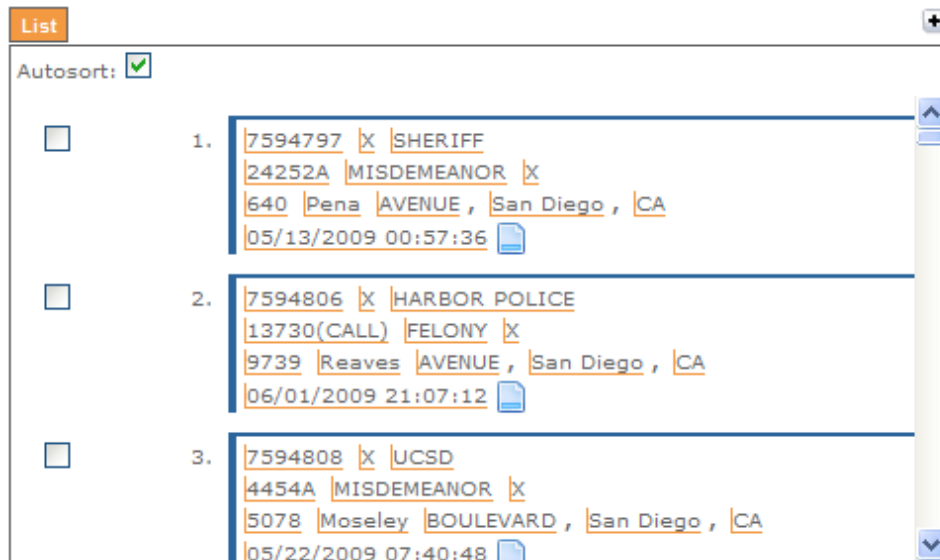 List
Autosort:
1. 7594797 X SHERIFF
24252A MISDEMEANOR X
640 Pena AVENUE , San Diego , CA
05/13/2009 00:57:36
2. 7594806 X HARBOR POLICE
13730(CALL) FELONY X
9739 Reaves AVENUE , San Diego , CA
06/01/2009 21:07:12
3. 7594808 X UCSD
4454A MISDEMEANOR X
5078 Moseley BOULEVARD , San Diego , CA
05/22/2009 07:40:48